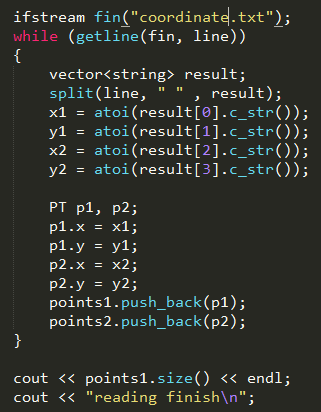 ifstream fin("coordinate.txt");
while (getline(fin, line))
{
    vector<string> result;
    split(line, " " , result);
    x1 = atoi(result[0].c_str());
    y1 = atoi(result[1].c_str());
    x2 = atoi(result[2].c_str());
    y2 = atoi(result[3].c_str());

    PT p1, p2;
    p1.x = x1;
    p1.y = y1;
    p2.x = x2;
    p2.y = y2;
    points1.push_back(p1);
    points2.push_back(p2);
}

cout << points1.size() << endl;
cout << "reading finish\n";